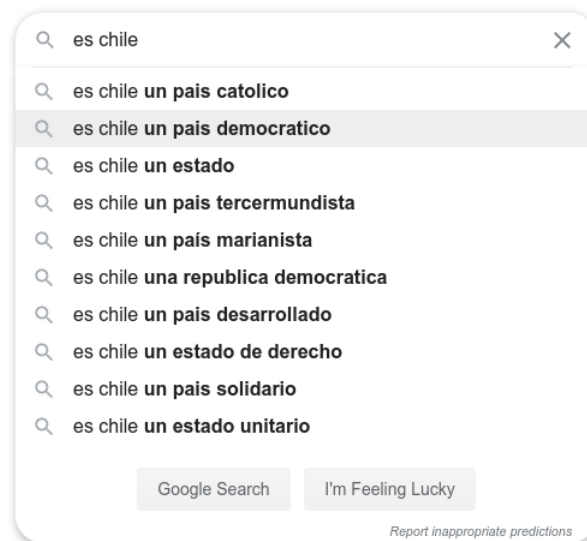 es chile
es chile un pais catolico
es chile un pais democratico
es chile un estado
es chile un pais tercermundista
es chile un país marianista
es chile una republica democratica
es chile un pais desarrollado
es chile un estado de derecho
es chile un pais solidario
es chile un estado unitario
Google Search I'm Feeling Lucky
Report inappropriate predictions